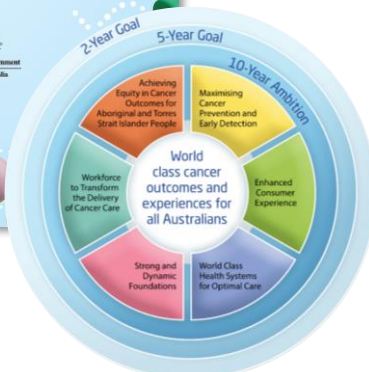 2-Year Goal
5-Year Goal
10-Year Ambition
Achieving
Equity in Cancer
Outcomes for
Aboriginal and Torres
Strait Islander People
Maximising
Cancer
Prevention and
Early Detection
Enhanced
Consumer
Experience
World Class
Health Systems
for Optimal Care
Strong and
Dynamic
Foundations
Workforce
to Transform
the Delivery
of Cancer Care
World
class cancer
outcomes and
experiences for
all Australians